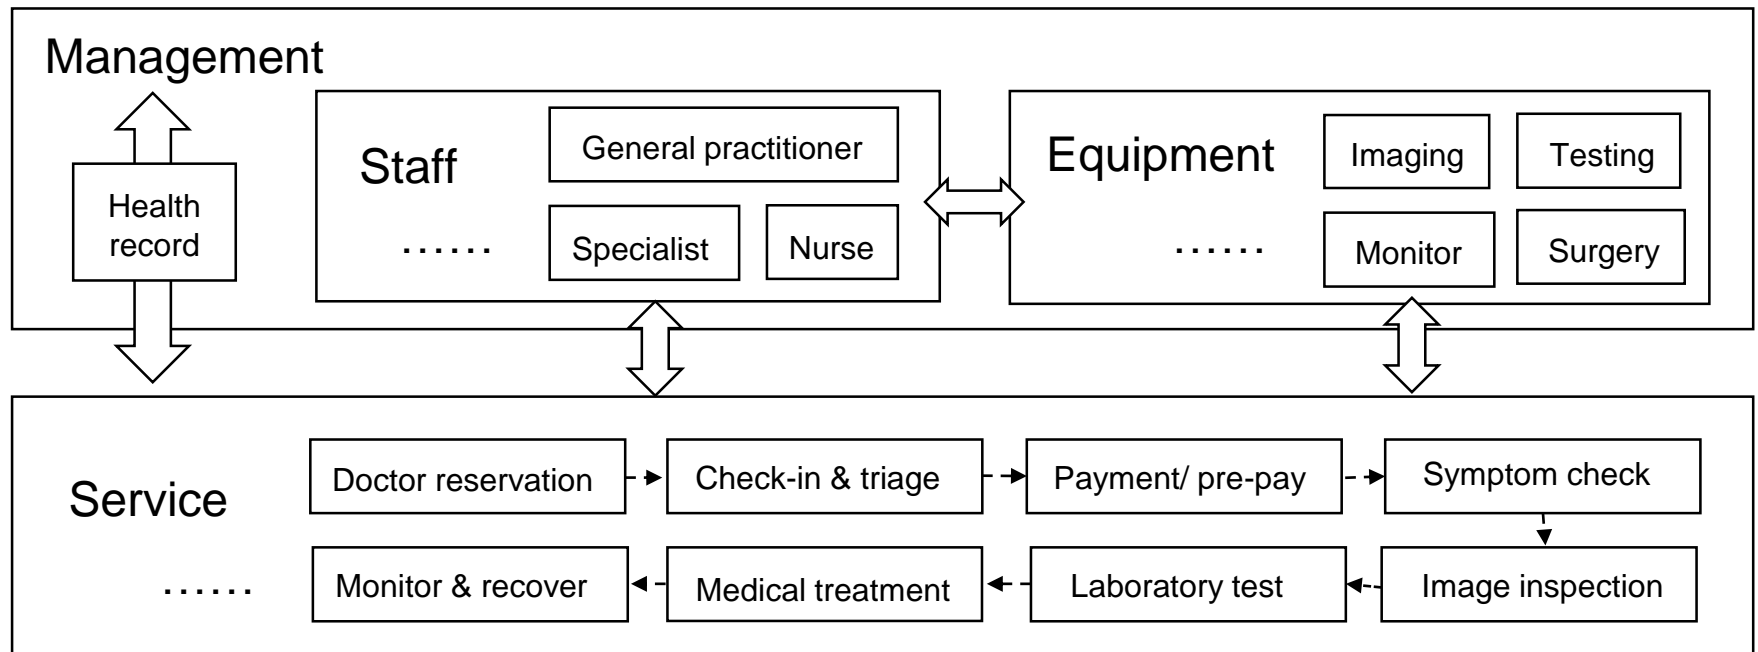 Management
Health
record
Staff
General practitioner
......
Specialist
Nurse
Equipment
Imaging
Testing
......
Monitor
Surgery
Service
Doctor reservation
Check-in & triage
Payment/ pre-pay
Symptom check
......
Monitor & recover
Medical treatment
Laboratory test
Image inspection